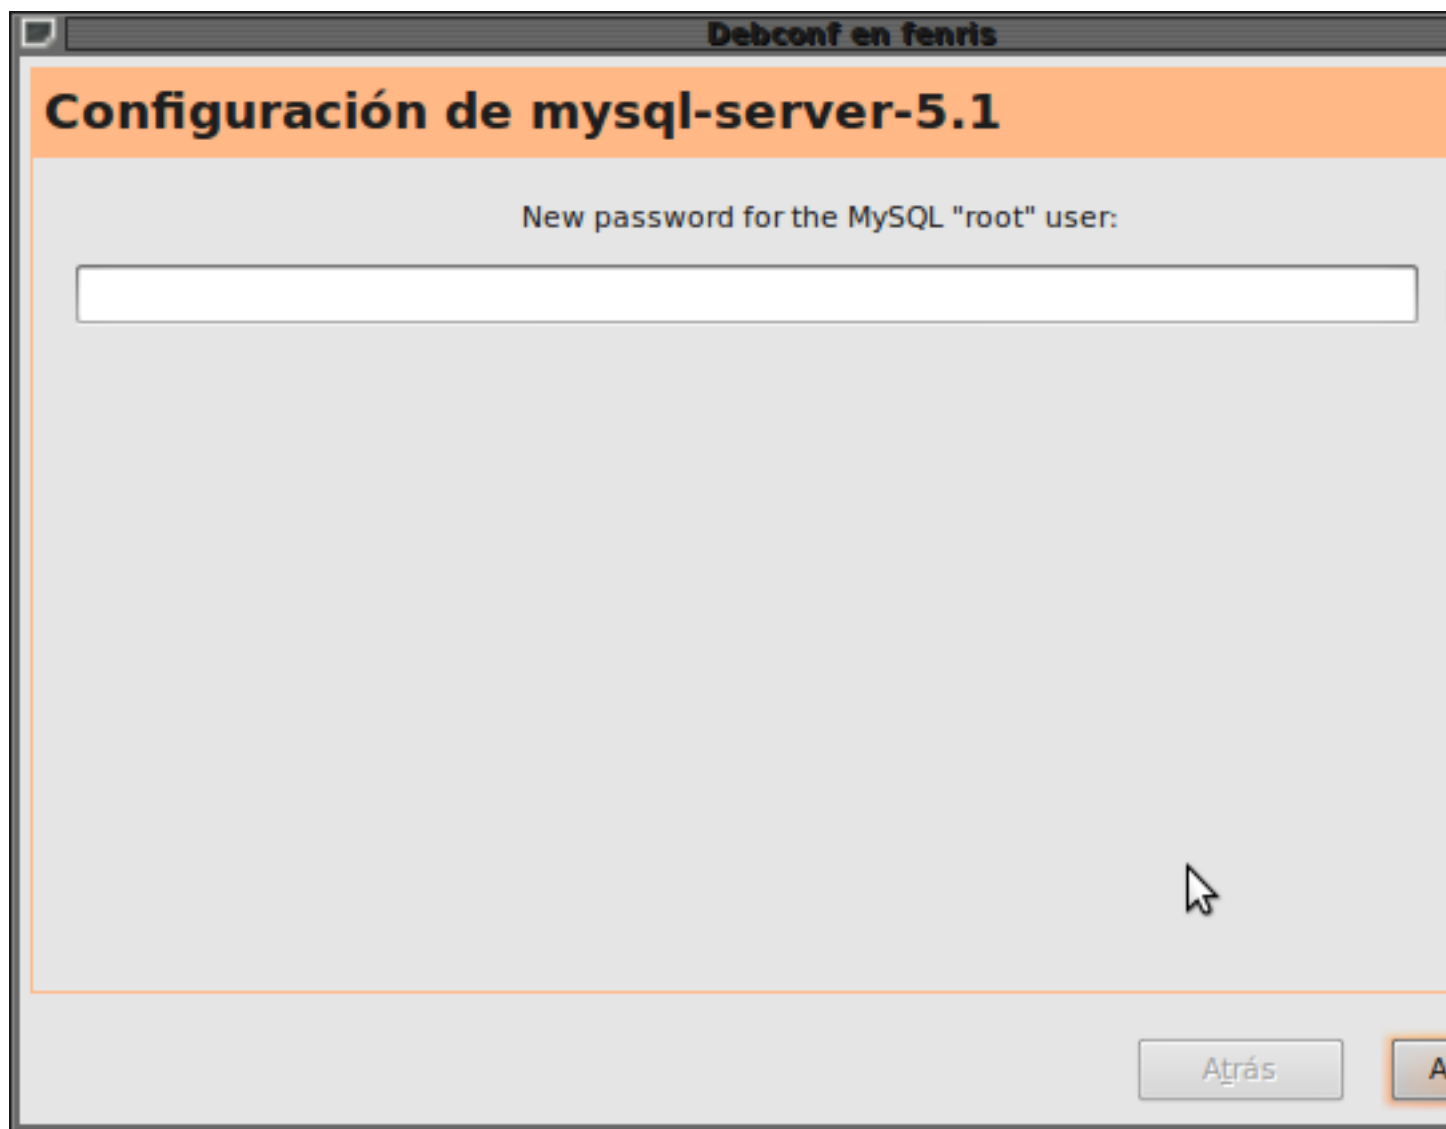 Debconf en fenris
Configuración de mysql-server-5.1
New password for the MySQL "root" user:
Atrás